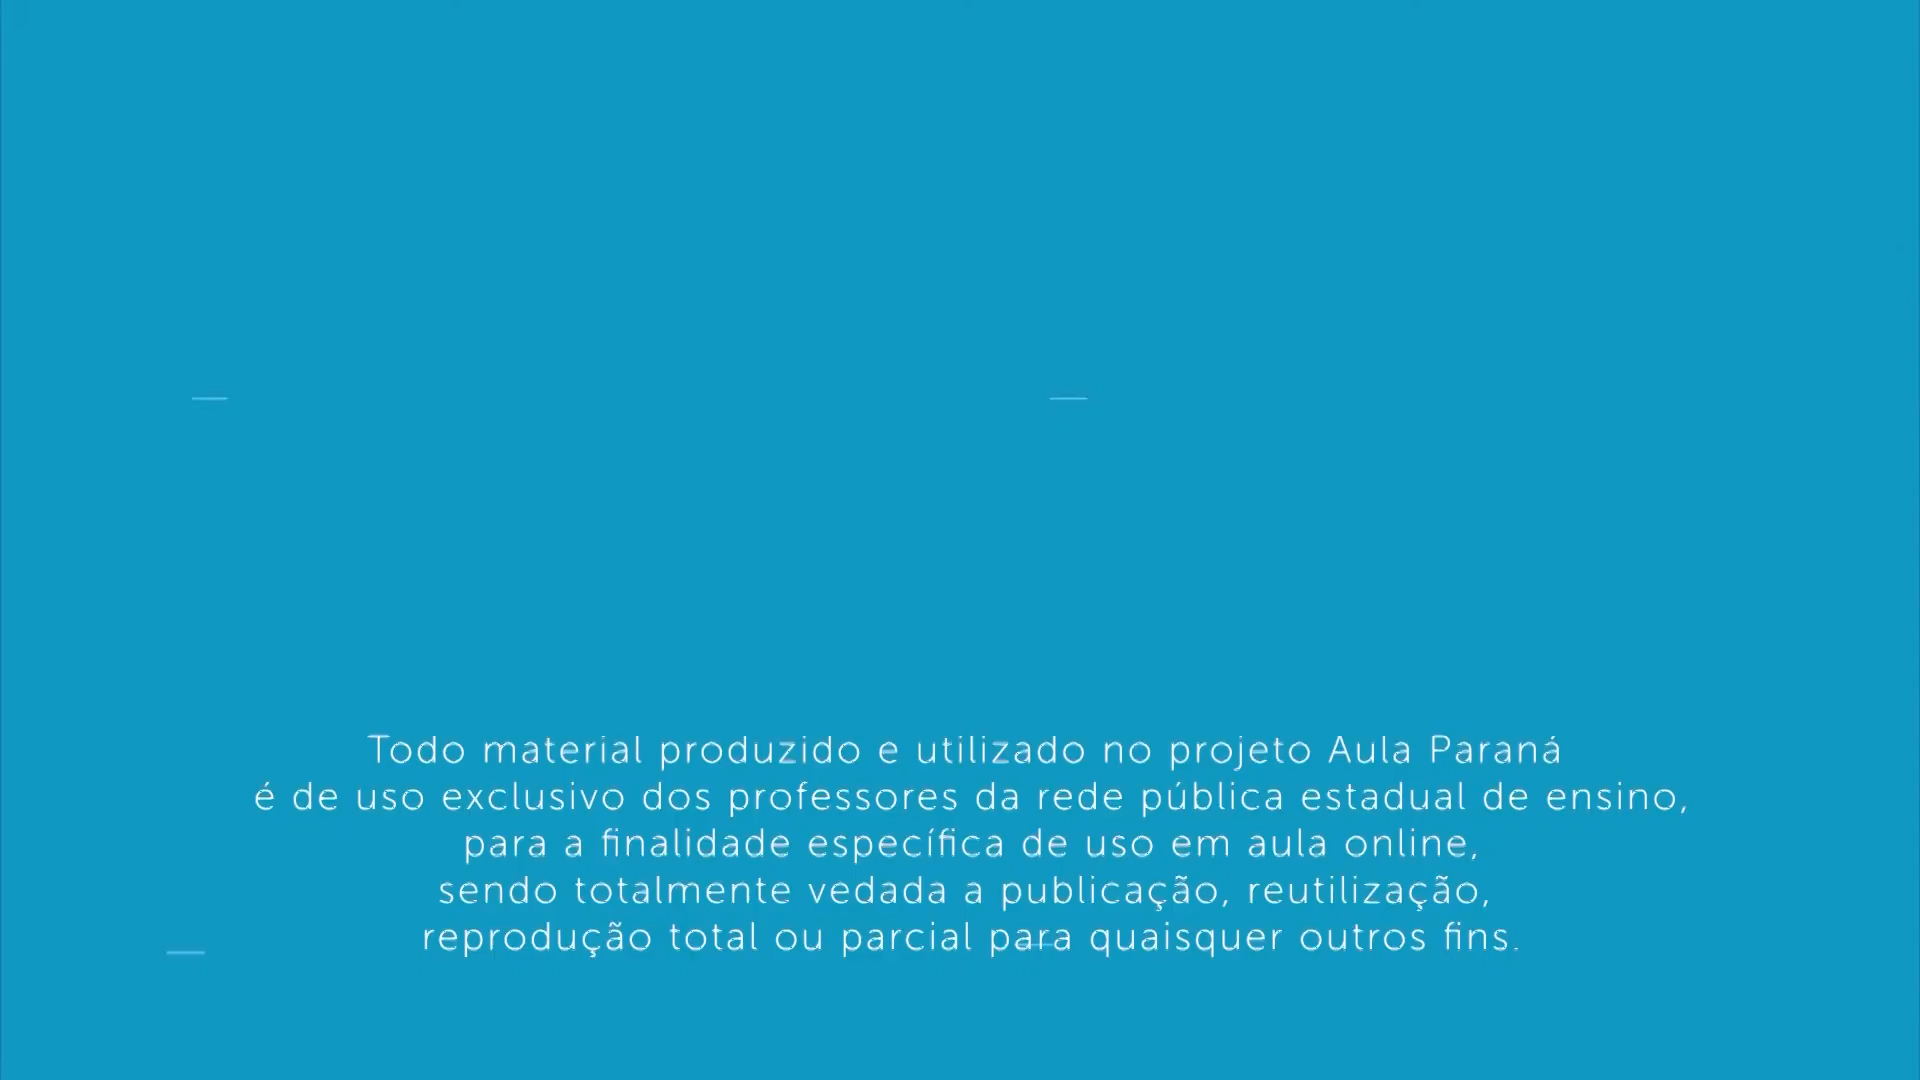 Todo material produzido e utilizado no projeto Aula Paraná
é de uso exclusivo dos professores da rede pública estadual de ensino,
para a finalidade específica de uso em aula online,
sendo totalmente vedada a publicação, reutilização,
reprodução total ou parcial para quaisquer outros fins.